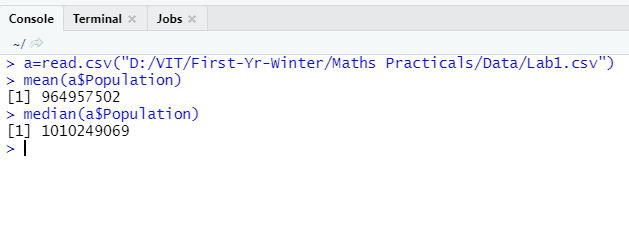 Console Terminal × Jobs ×
~/
> a=read.csv("D:/VIT/First-Yr-Winter/Maths Practicals/Data/Lab1.csv")
> mean(a$Population)
[1] 964957502
> median(a$Population)
[1] 1010249069
>